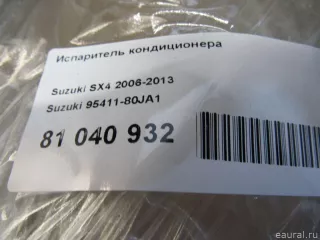 Испаритель кондиционера
Suzuki SX4 2006-2013
Suzuki 95411-80JA1
81 040 932
eaural.ru